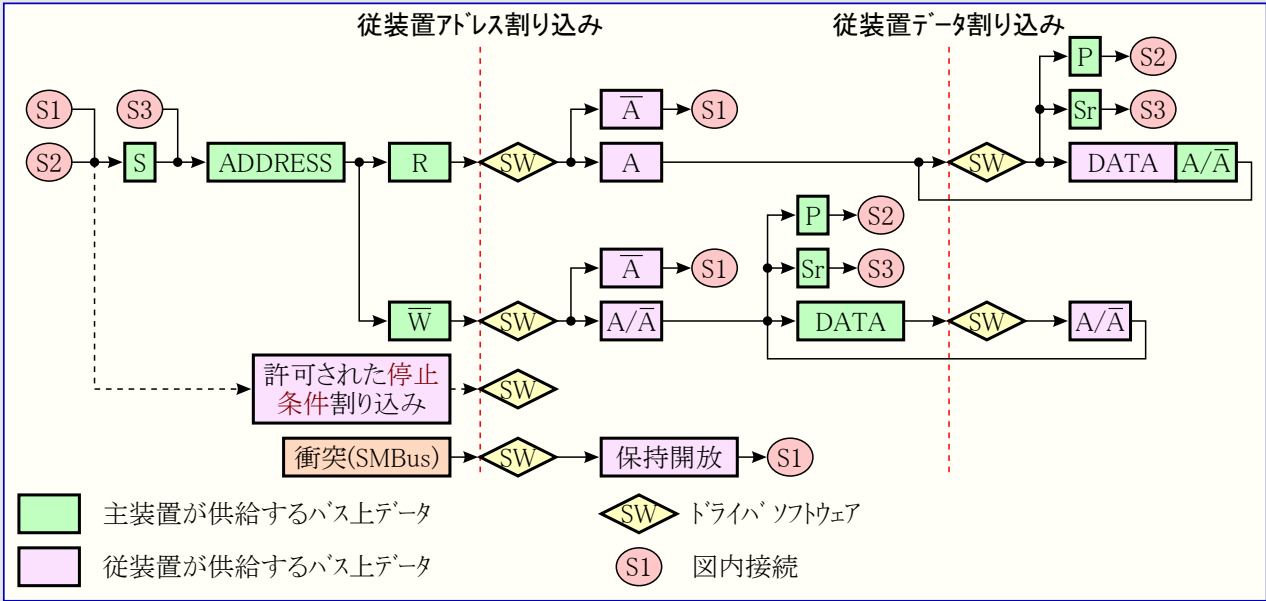 従装置アドレス割り込み
従装置データ割り込み
P
S2
S1
S3
A̅
S1
Sr
S3
S2
S
ADDRESS
R
SW
A
SW
DATA
A/A̅
P
S2
A̅
S1
Sr
S3
W̅
SW
A/A̅
DATA
SW
A/A̅
許可された停止
条件割り込み
SW
衝突(SMBus)
SW
保持開放
S1
主装置が供給するバス上データ
SW
ドライバ ソフトウェア
従装置が供給するバス上データ
S1
図内接続